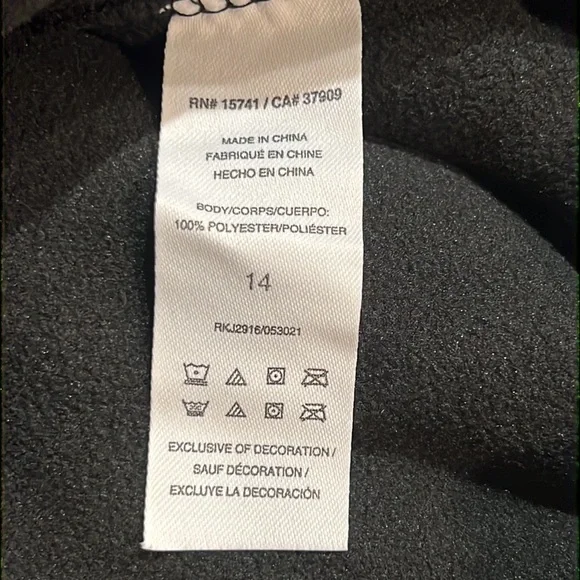 RN# 15741 / CA# 37909
MADE IN CHINA
FABRIQUÉ EN CHINE
HECHO EN CHINA
BODY/CORPS/CUERPO:
100% POLYESTER/POLIÉSTER
14
RKJ2916/053021
EXCLUSIVE OF DECORATION /
SAUF DÉCORATION /
EXCLUYE LA DECORACIÓN